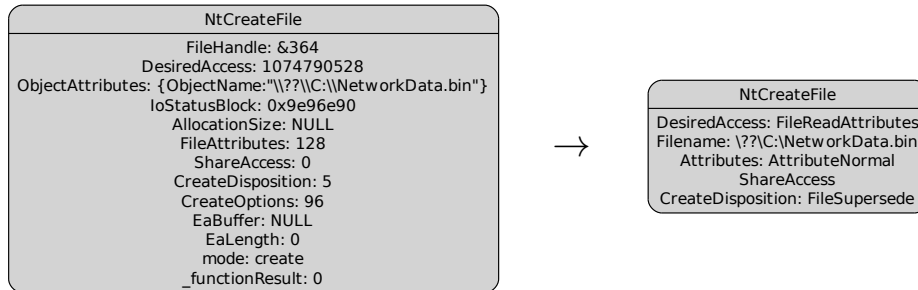 NtCreateFile
FileHandle: &364
DesiredAccess: 1074790528
ObjectAttributes: {ObjectName:"\\??\\C:\\NetworkData.bin"}
IoStatusBlock: 0x9e96e90
AllocationSize: NULL
FileAttributes: 128
ShareAccess: 0
CreateDisposition: 5
CreateOptions: 96
EaBuffer: NULL
EaLength: 0
mode: create
_functionResult: 0
→
NtCreateFile
DesiredAccess: FileReadAttributes
Filename: \??\C:\NetworkData.bin
Attributes: AttributeNormal
ShareAccess
CreateDisposition: FileSupersede